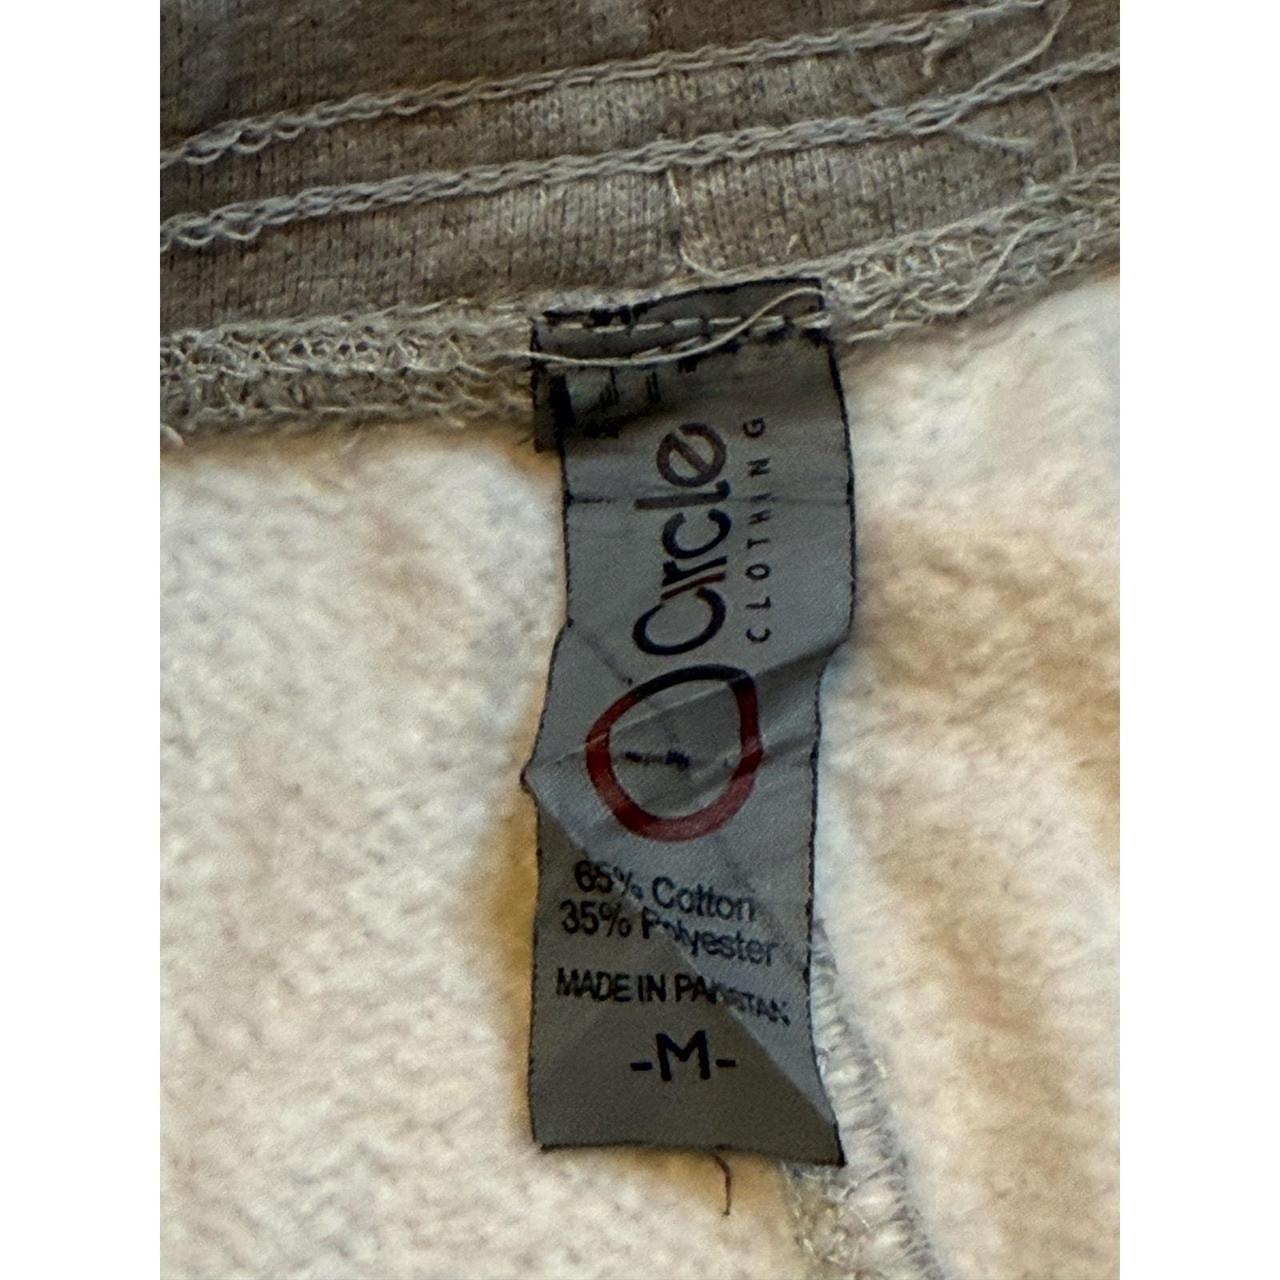 Circle
CLOTHING
65% Cotton
35% Polyester
MADE IN PAKISTAN
-M-